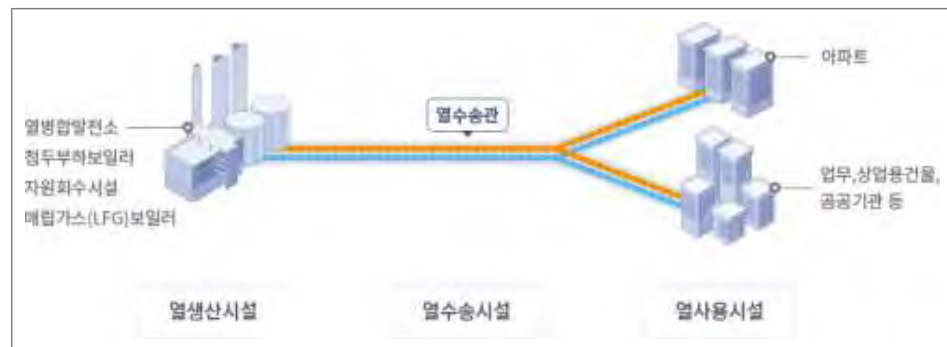 열병합발전소
첨두부하보일러
자원회수시설
매립가스(LFG)보일러
열수송관
아파트
업무,상업용건물,
공공기관 등
열생산시설
열수송시설
열사용시설